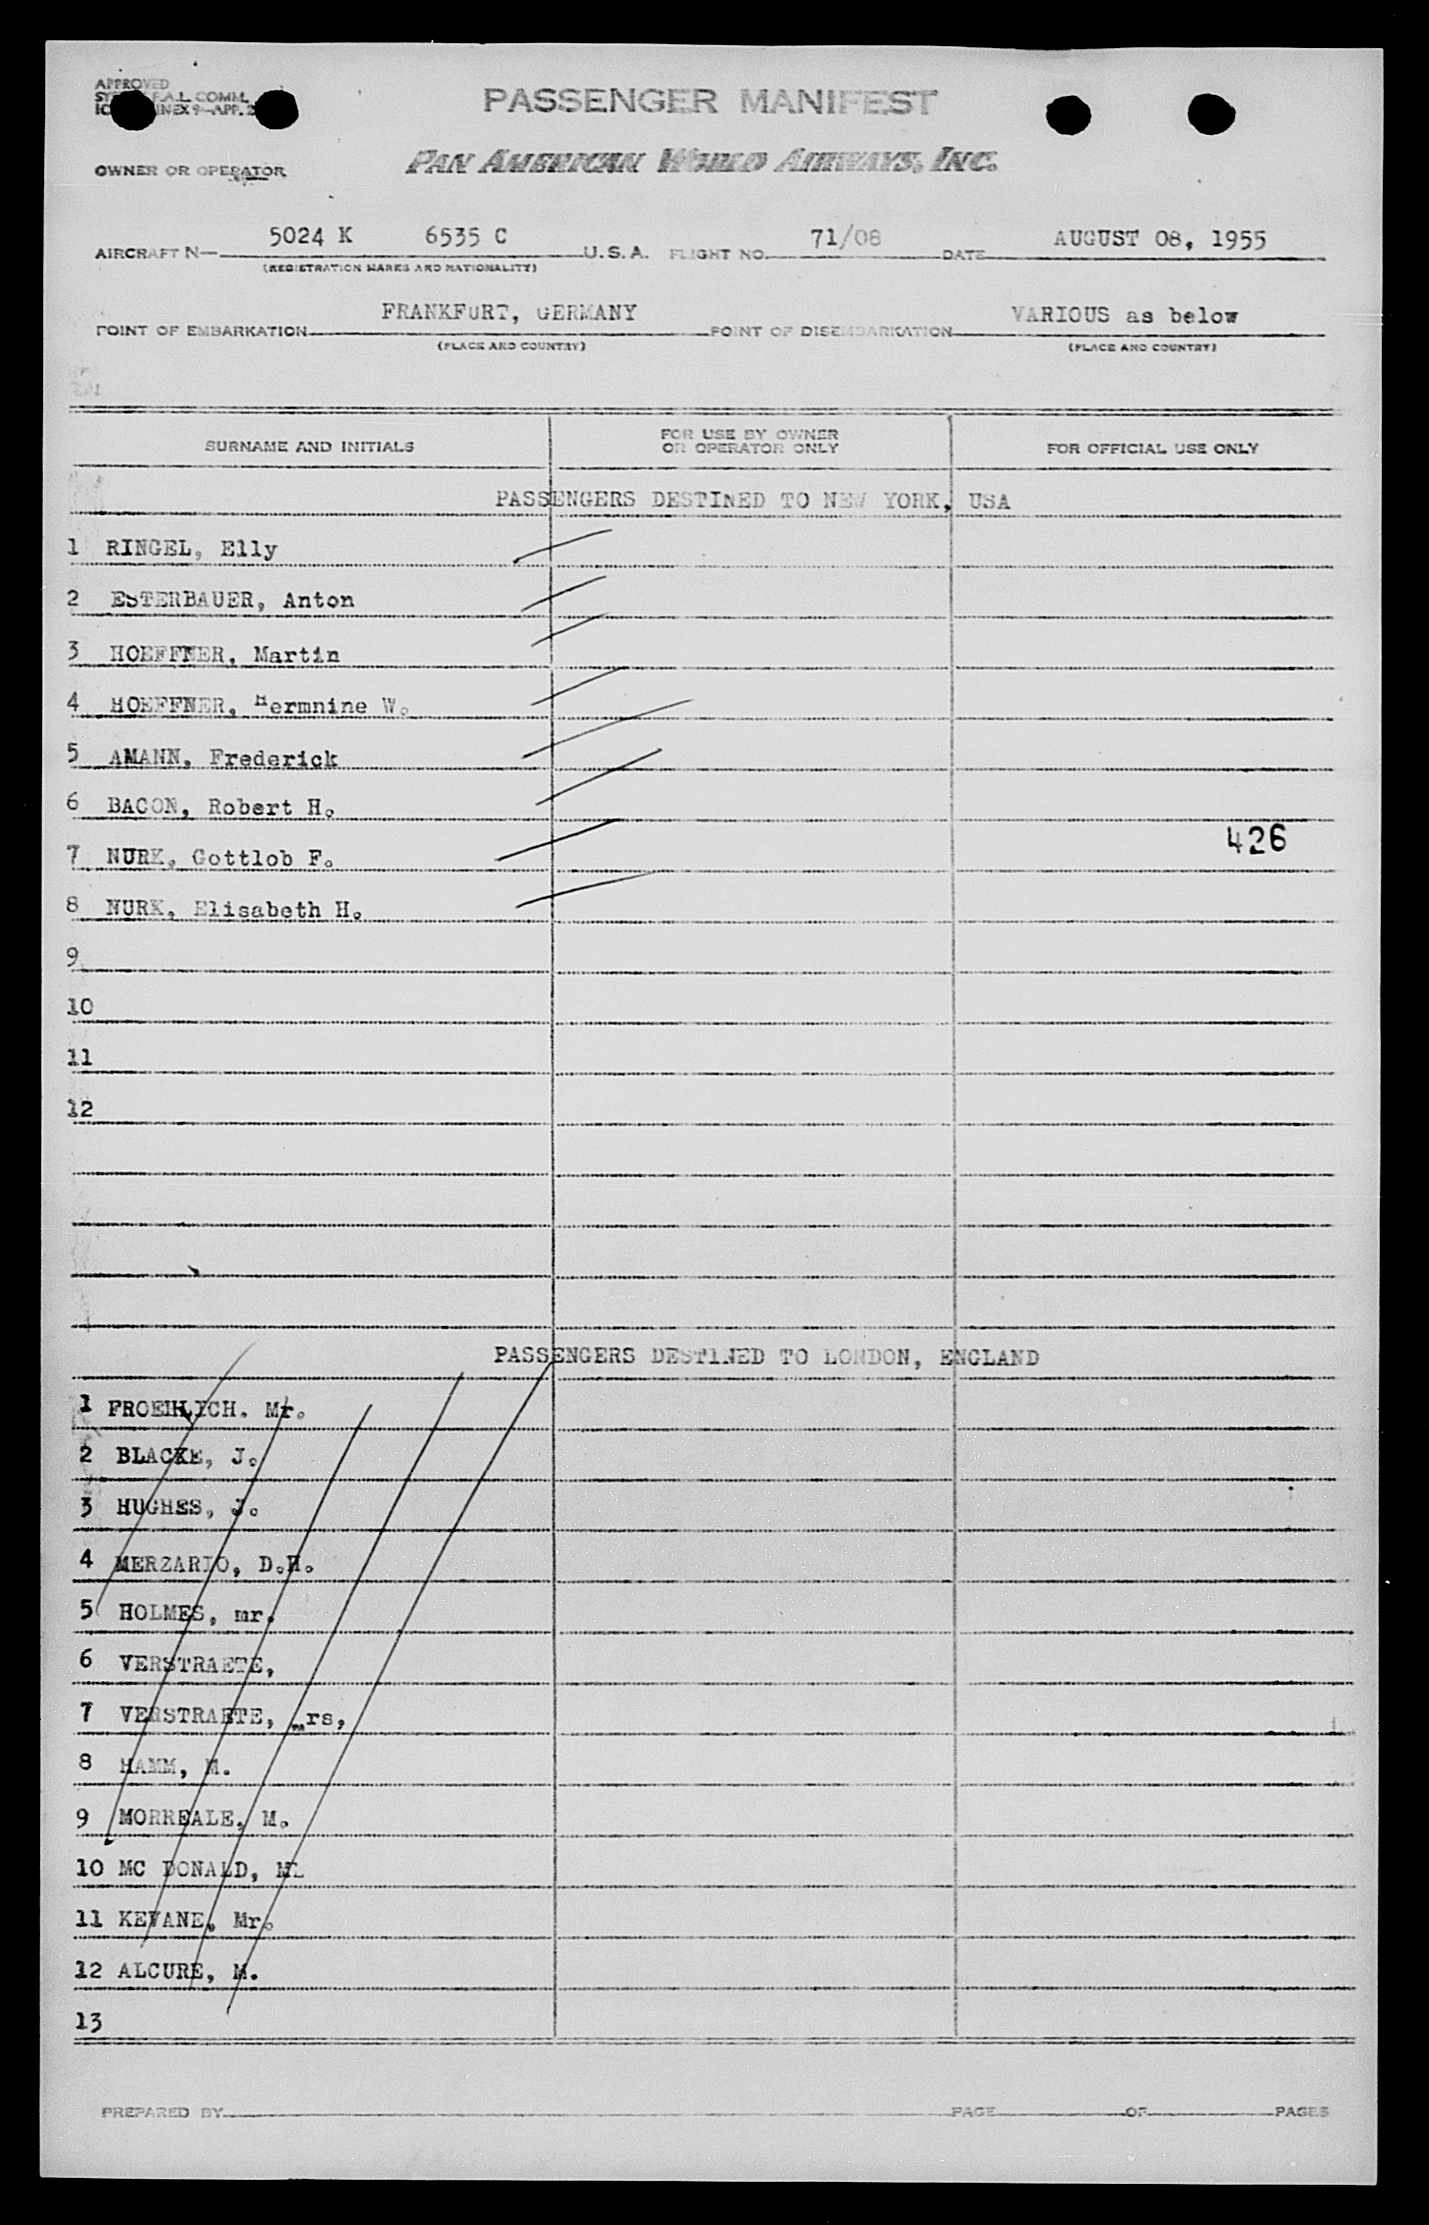 APPROVED
F.A.L. COMM.
OWNER OR OPERATOR
PASSENGER MANIFEST
PAN AMERICAN WORLD AIRWAYS, INC.
AIRCRAFT N— 5024 K 6535 C U.S.A. FLIGHT NO. 71/08 DATE AUGUST 08, 1955
(REGISTRATION MARKS AND NATIONALITY)
POINT OF EMBARKATION FRANKFURT, GERMANY POINT OF DISEMBARKATION VARIOUS as below
(PLACE AND COUNTRY) (PLACE AND COUNTRY)
SURNAME AND INITIALS FOR USE BY OWNER OR OPERATOR ONLY FOR OFFICIAL USE ONLY
PASSENGERS DESTINED TO NEW YORK, USA
1 RINGEL, Elly
2 ESTERBAUER, Anton
3 HOEFFNER, Martin
4 HOEFFNER, Hermnine W.
5 AMANN, Frederick
6 BACON, Robert H.
426
7 NURK, Gottlob F.
8 NURK, Elisabeth H.
9
10
11
12
PASSENGERS DESTINED TO LONDON, ENGLAND
1 FROEHLICH. Mr.
2 BLACKE, J.
3 HUGHES, J.
4 MERZARIO, D.H.
5 HOLMES, mr.
6 VERSTRAETE,
7 VERSTRAETE, mrs,
8 HAMM, M.
9 MORREALE, M.
10 MC DONALD,
11 KEVANE, Mr.
12 ALCURE, M.
13
PREPARED BY PAGE OF PAGES